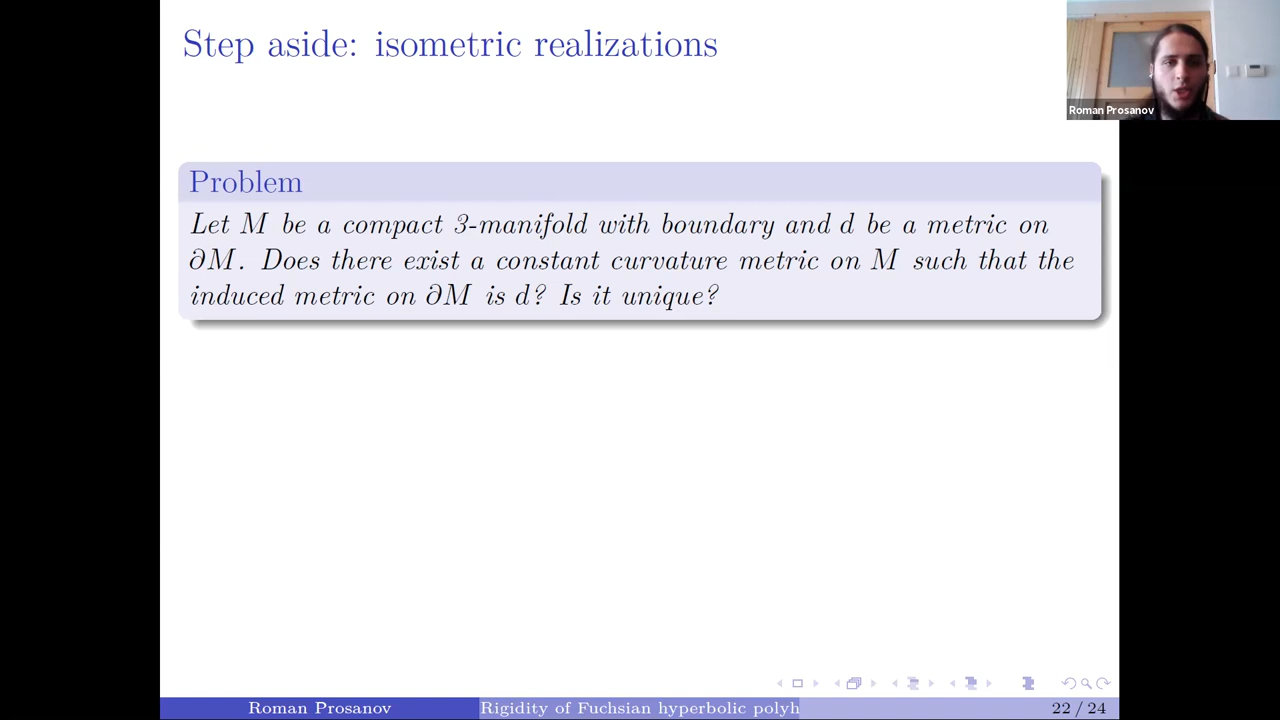 Step aside: isometric realizations
Roman Prosanov
Problem
Let M be a compact 3-manifold with boundary and d be a metric on
∂M. Does there exist a constant curvature metric on M such that the
induced metric on ∂M is d? Is it unique?
Roman Prosanov
Rigidity of Fuchsian hyperbolic polyh
22 / 24